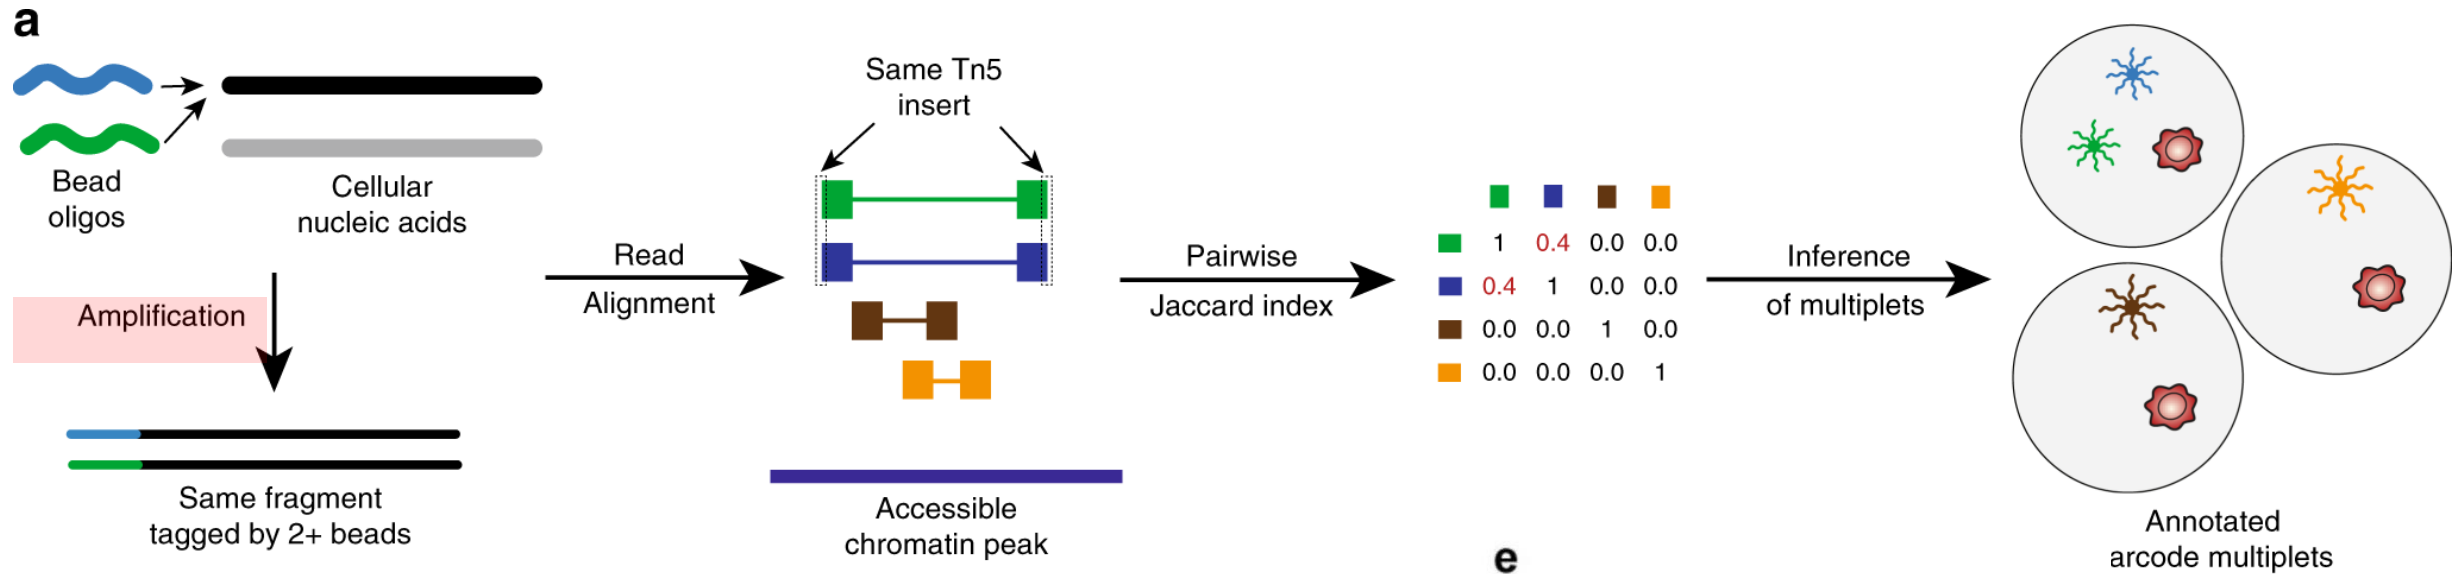 a
Bead
oligos
Cellular
nucleic acids
Amplification
Same fragment
tagged by 2+ beads
Read
Alignment
Same Tn5
insert
Accessible
chromatin peak
Pairwise
Jaccard index
1 0.4 0.0 0.0
0.4 1 0.0 0.0
0.0 0.0 1 0.0
0.0 0.0 0.0 1
e
Inference
of multiplets
Annotated
arcode multiplets